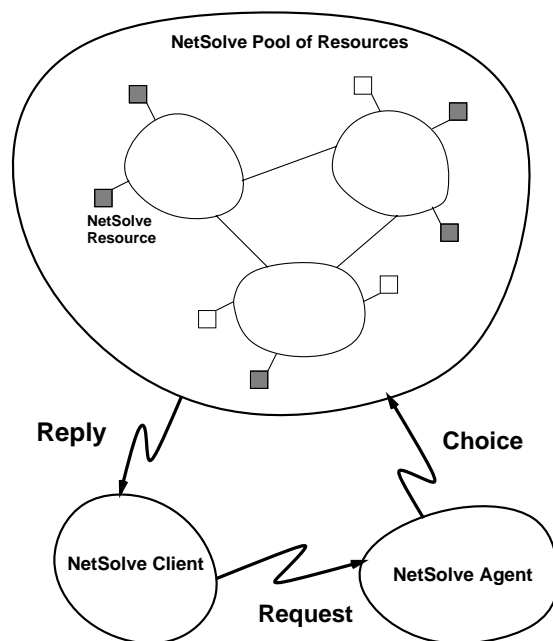 NetSolve Pool of Resources
NetSolve
Resource
Reply
Choice
NetSolve Client
NetSolve Agent
Request